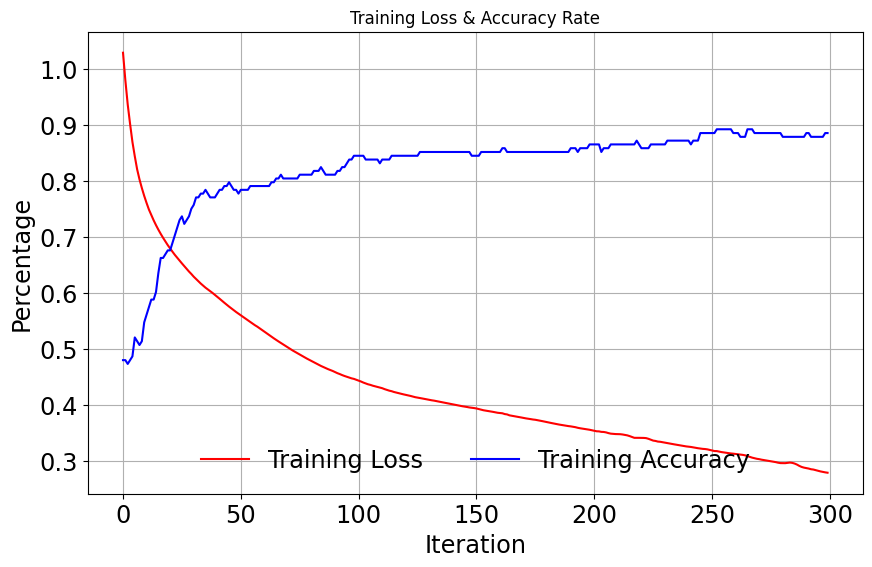 Training Loss & Accuracy Rate
1.0
0.9
0.8
0.7
0.6
0.5
0.4
0.3
Percentage
Training Loss
Training Accuracy
0 50 100 150 200 250 300
Iteration